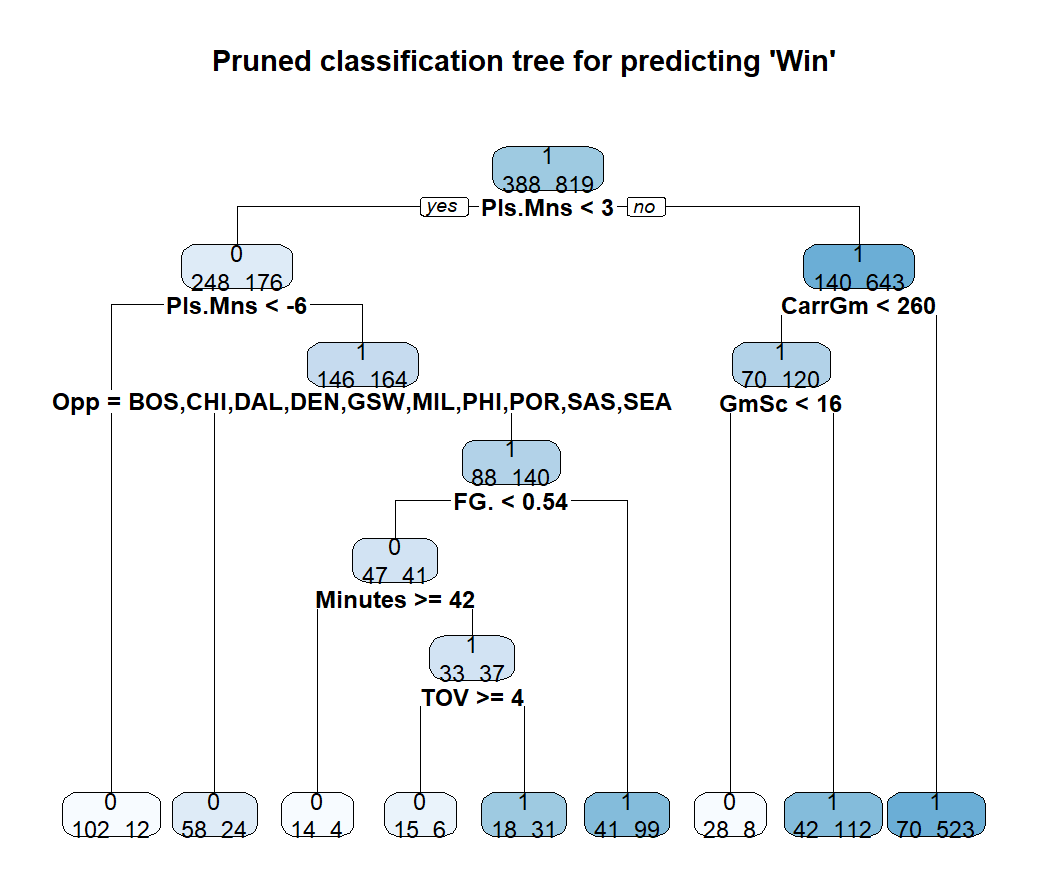 Pruned classification tree for predicting 'Win'
1
388 819
yes Pls.Mns < 3 no
0 1
248 176 140 643
Pls.Mns < -6 CarrGm < 260
1 1
146 164 70 120
Opp = BOS,CHI,DAL,DEN,GSW,MIL,PHI,POR,SAS,SEA GmSc < 16
1
88 140
FG. < 0.54
0
47 41
Minutes >= 42
1
33 37
TOV >= 4
0 0 0 0 1 1 0 1 1
102 12 58 24 14 4 15 6 18 31 41 99 28 8 42 112 70 523